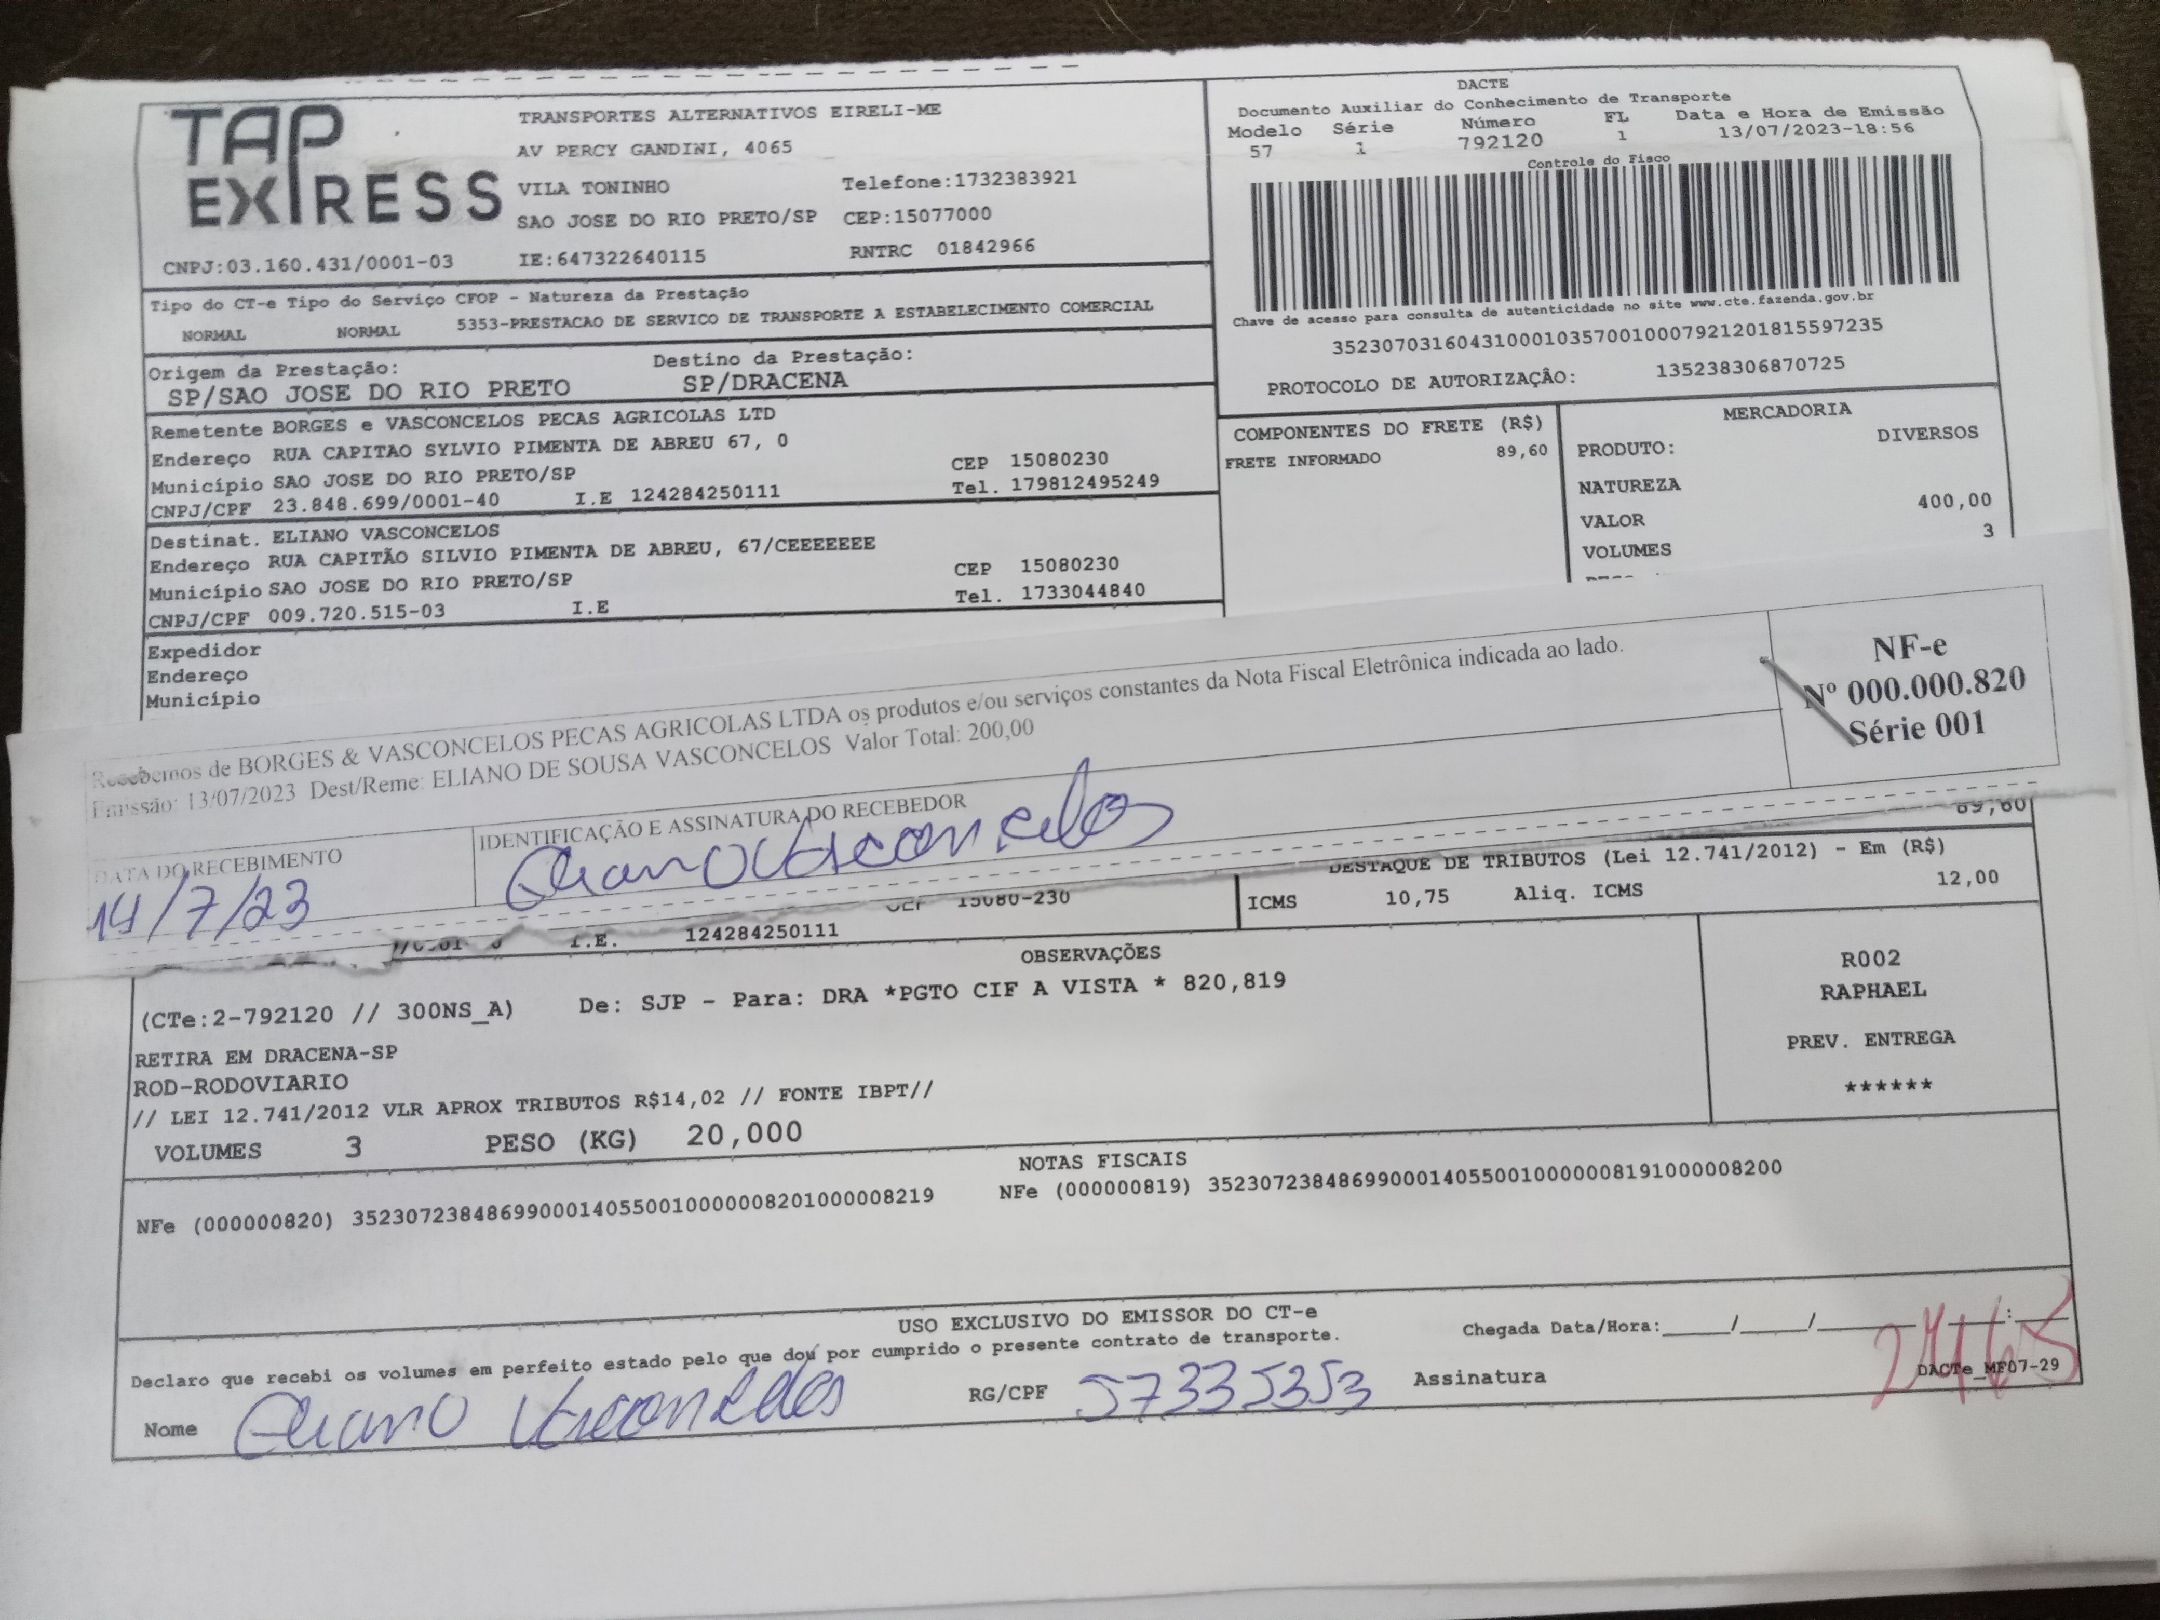 TAP EXPRESS
TRANSPORTES ALTERNATIVOS EIRELI-ME
AV PERCY GANDINI, 4065
VILA TONINHO Telefone:1732383921
SAO JOSE DO RIO PRETO/SP CEP:15077000
CNPJ:03.160.431/0001-03 IE:647322640115 RNTRC 01842966
DACTE
Documento Auxiliar do Conhecimento de Transporte
Modelo Série Número FL Data e Hora de Emissão
57 1 792120 1 13/07/2023-18:56
Controle do Fisco
Chave de acesso para consulta de autenticidade no site www.cte.fazenda.gov.br
35230703160431000103570010007921201815597235
PROTOCOLO DE AUTORIZAÇÂO: 135238306870725
Tipo do CT-e Tipo do Serviço CFOP - Natureza da Prestação
NORMAL NORMAL 5353-PRESTACAO DE SERVICO DE TRANSPORTE A ESTABELECIMENTO COMERCIAL
Origem da Prestação: Destino da Prestação:
SP/SAO JOSE DO RIO PRETO SP/DRACENA
Remetente BORGES e VASCONCELOS PECAS AGRICOLAS LTD
Endereço RUA CAPITAO SYLVIO PIMENTA DE ABREU 67, 0
Município SAO JOSE DO RIO PRETO/SP CEP 15080230
CNPJ/CPF 23.848.699/0001-40 I.E 124284250111 Tel. 179812495249
Destinat. ELIANO VASCONCELOS
Endereço RUA CAPITÃO SILVIO PIMENTA DE ABREU, 67/CEEEEEEE
Município SAO JOSE DO RIO PRETO/SP CEP 15080230
CNPJ/CPF 009.720.515-03 I.E Tel. 1733044840
Expedidor
Endereço
Município
COMPONENTES DO FRETE (R$)
FRETE INFORMADO 89,60
MERCADORIA
PRODUTO: DIVERSOS
NATUREZA
VALOR 400,00
VOLUMES 3
Recebemos de BORGES & VASCONCELOS PECAS AGRICOLAS LTDA os produtos e/ou serviços constantes da Nota Fiscal Eletrônica indicada ao lado.
Emissão: 13/07/2023 Dest/Reme: ELIANO DE SOUSA VASCONCELOS Valor Total: 200,00
NF-e
Nº 000.000.820
Série 001
DATA DO RECEBIMENTO IDENTIFICAÇÃO E ASSINATURA DO RECEBEDOR
14/7/23 Eliano Vasconcelos
89,60
DESTAQUE DE TRIBUTOS (Lei 12.741/2012) - Em (R$)
ICMS 10,75 Aliq. ICMS 12,00
CEP 15080-230
I.E. 124284250111
OBSERVAÇÕES
(CTe:2-792120 // 300NS_A) De: SJP - Para: DRA *PGTO CIF A VISTA * 820,819
RETIRA EM DRACENA-SP
ROD-RODOVIARIO
// LEI 12.741/2012 VLR APROX TRIBUTOS R$14,02 // FONTE IBPT//
VOLUMES 3 PESO (KG) 20,000
R002
RAPHAEL
PREV. ENTREGA
******
NOTAS FISCAIS
NFe (000000820) 35230723848699000140550010000008201000008219 NFe (000000819) 35230723848699000140550010000008191000008200
USO EXCLUSIVO DO EMISSOR DO CT-e
Declaro que recebi os volumes em perfeito estado pelo que dou por cumprido o presente contrato de transporte. Chegada Data/Hora:_____/_____/_______ ___:___
Nome Eliano Vasconcelos RG/CPF 57335353 Assinatura DACTe_MF07-29